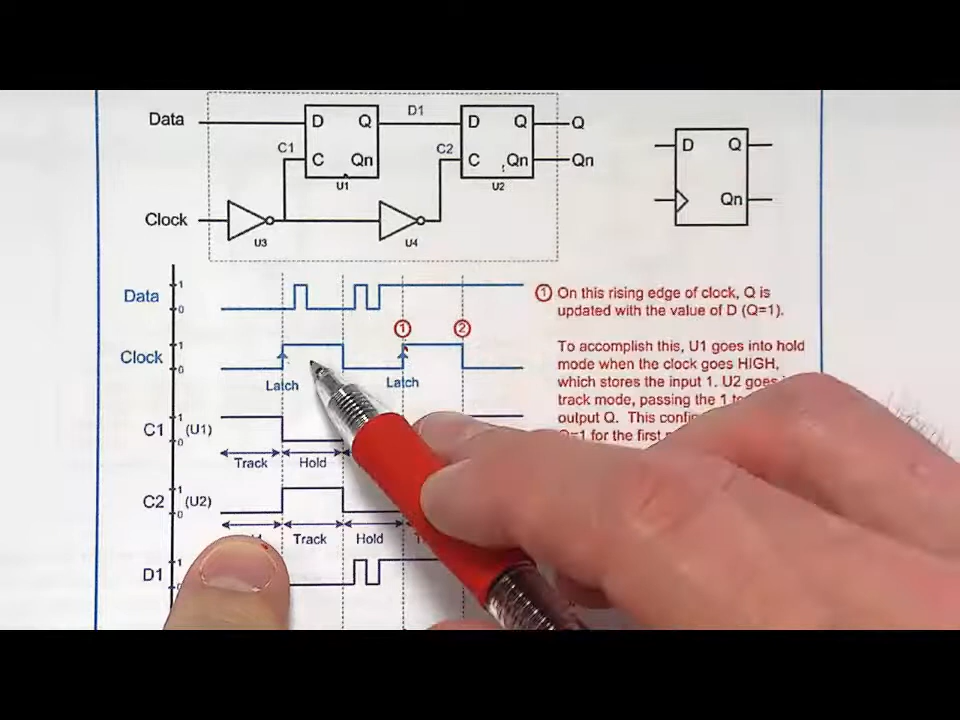 Data D Q D1 D Q Q
C1 C2
C Qn C Qn Qn
U1 U2
Clock
U3 U4
D Q
Qn
Data 1
0
1 2
Clock 1
0
Latch Latch
C1 (U1) 1
0
Track Hold
C2 (U2) 1
0
Track Hold
D1 1
1 On this rising edge of clock, Q is
updated with the value of D (Q=1).
To accomplish this, U1 goes into hold
mode when the clock goes HIGH,
which stores the input 1. U2 goes
track mode, passing the 1
output Q. This
Q=1 for the first